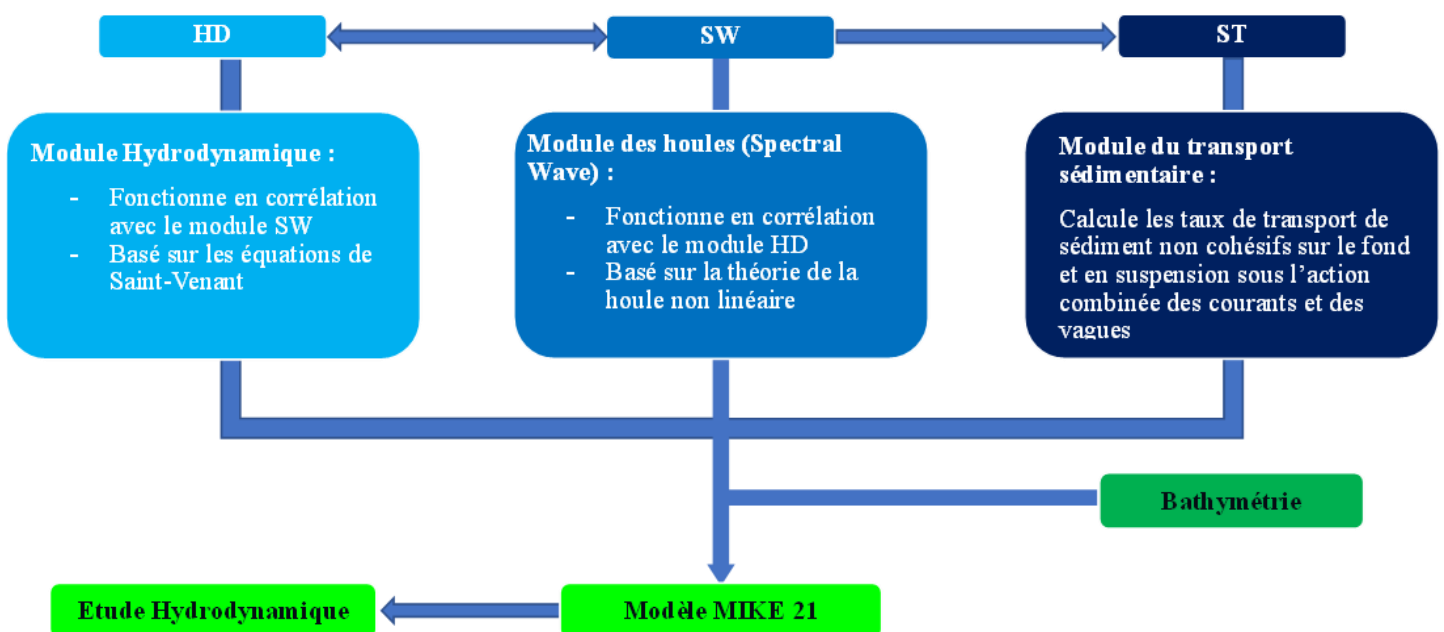 HD
SW
ST
Module Hydrodynamique :
- Fonctionne en corrélation
avec le module SW
- Basé sur les équations de
Saint-Venant
Module des houles (Spectral
Wave) :
- Fonctionne en corrélation
avec le module HD
- Basé sur la théorie de la
houle non linéaire
Module du transport
sédimentaire :
Calcule les taux de transport de
sédiment non cohésifs sur le fond
et en suspension sous l’action
combinée des courants et des
vagues
Bathymétrie
Etude Hydrodynamique
Modèle MIKE 21